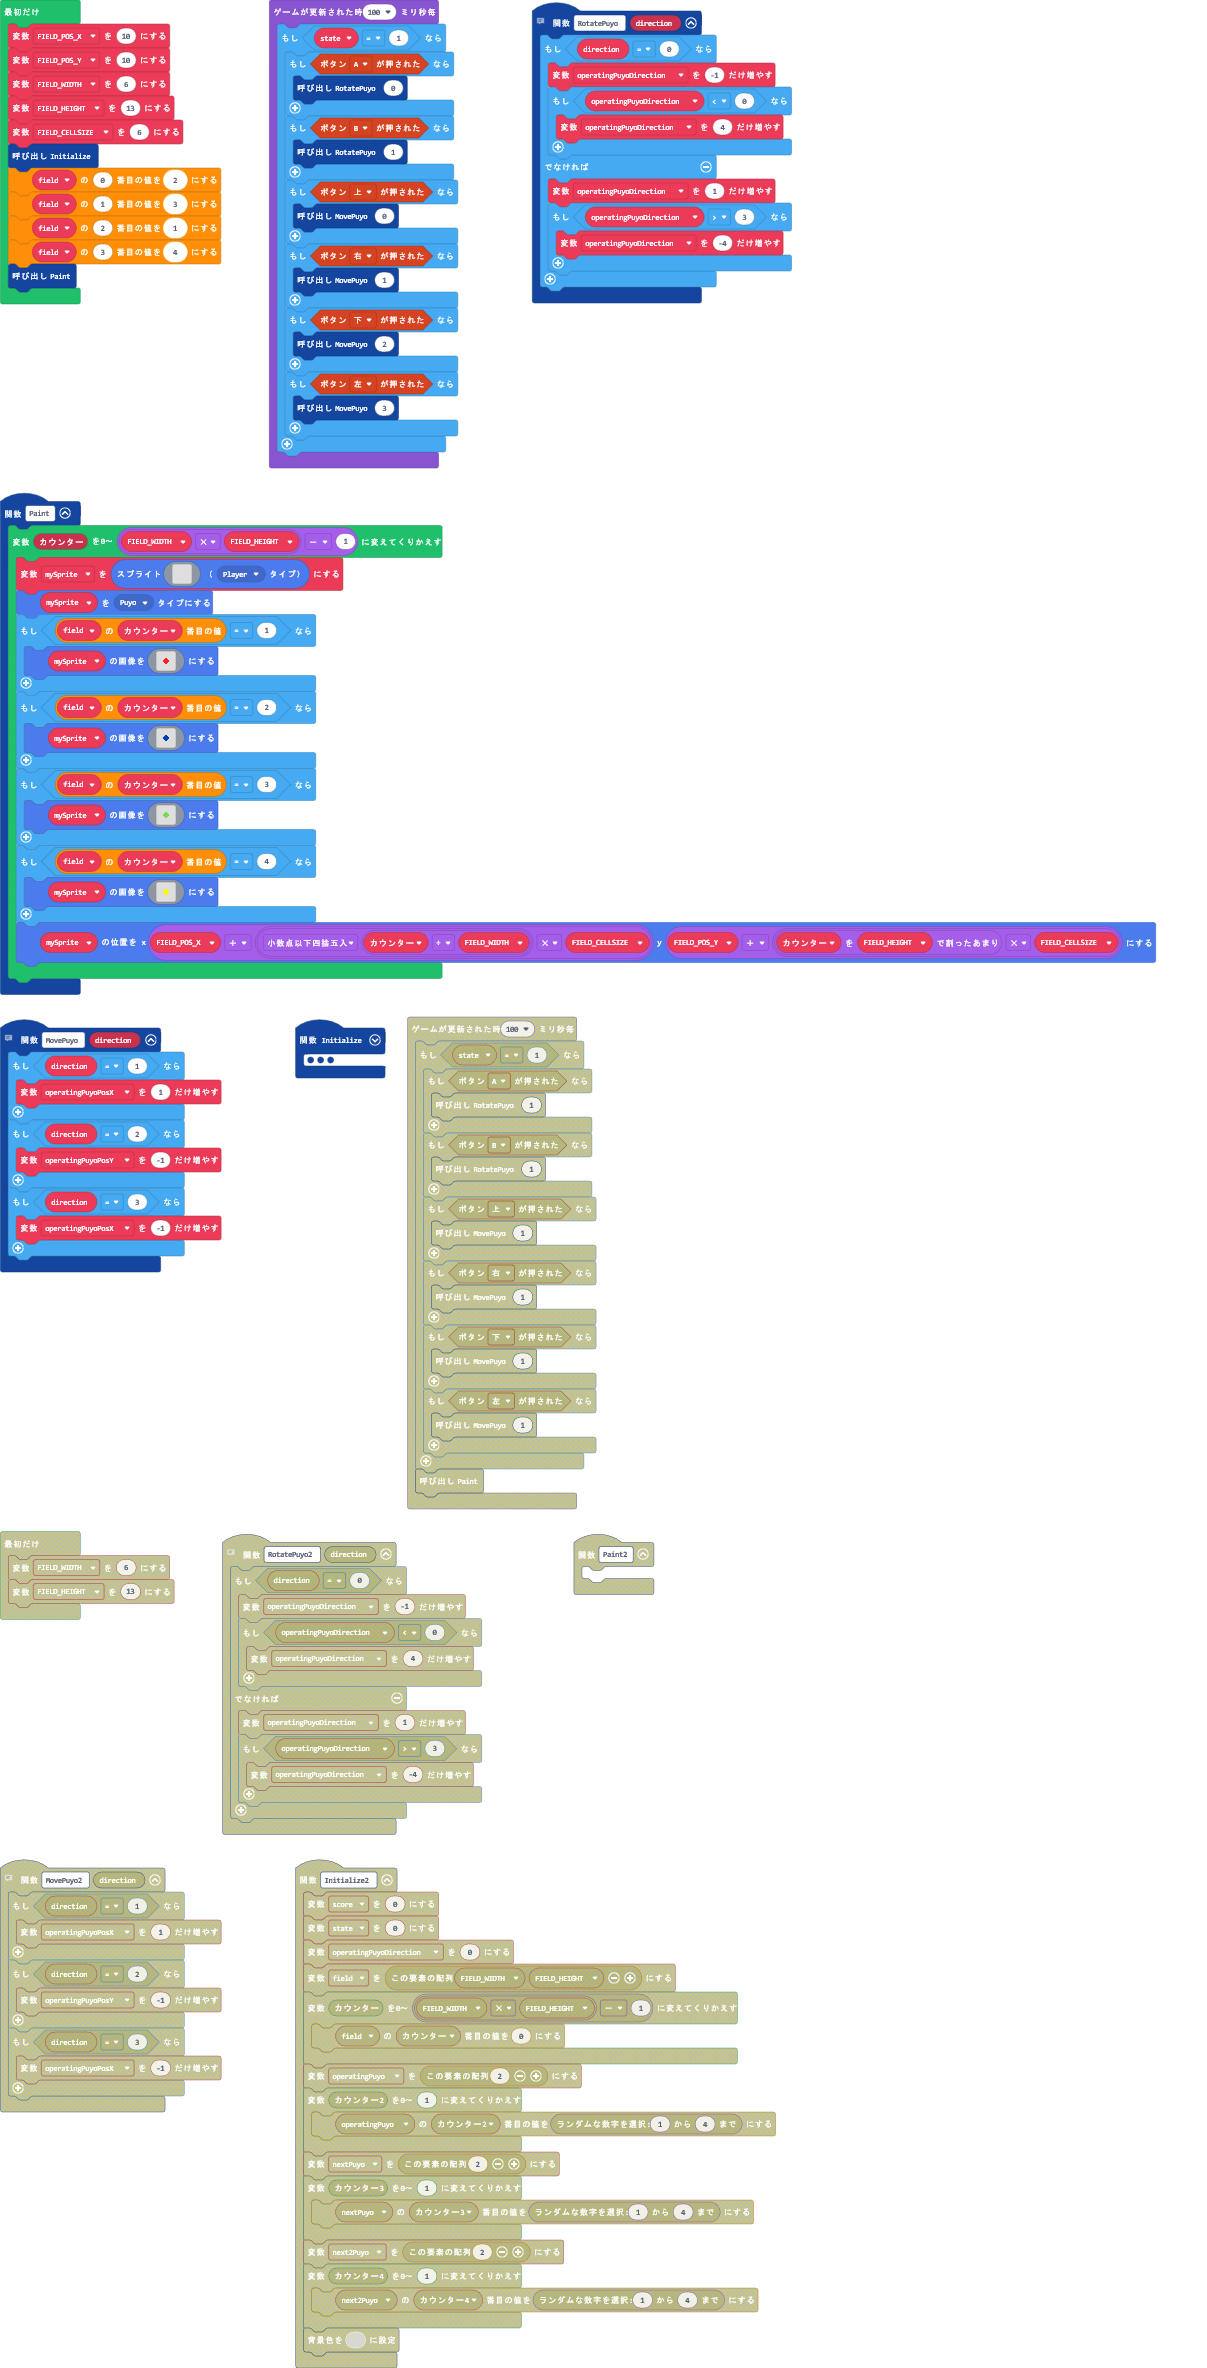 最初だけ
変数 FIELD_POS_X を 10 にする
変数 FIELD_POS_Y を 10 にする
変数 FIELD_WIDTH を 6 にする
変数 FIELD_HEIGHT を 13 にする
変数 FIELD_CELLSIZE を 6 にする
呼び出し Initialize
field の 0 番目の値を 2 にする
field の 1 番目の値を 3 にする
field の 2 番目の値を 1 にする
field の 3 番目の値を 4 にする
呼び出し Paint
ゲームが更新された時 100 ミリ秒毎
もし state = 1 なら
もし ボタン A が押された なら
呼び出し RotatePuyo 0
もし ボタン B が押された なら
呼び出し RotatePuyo 1
もし ボタン 上 が押された なら
呼び出し MovePuyo 0
もし ボタン 右 が押された なら
呼び出し MovePuyo 1
もし ボタン 下 が押された なら
呼び出し MovePuyo 2
もし ボタン 左 が押された なら
呼び出し MovePuyo 3
関数 RotatePuyo direction
もし direction = 0 なら
変数 operatingPuyoDirection を -1 だけ増やす
もし operatingPuyoDirection < 0 なら
変数 operatingPuyoDirection を 4 だけ増やす
でなければ
変数 operatingPuyoDirection を 1 だけ増やす
もし operatingPuyoDirection > 3 なら
変数 operatingPuyoDirection を -4 だけ増やす
関数 Paint
変数 カウンター を0〜 FIELD_WIDTH × FIELD_HEIGHT - 1 に変えてくりかえす
変数 mySprite を スプライト ( Player タイプ) にする
mySprite を Puyo タイプにする
もし field の カウンター 番目の値 = 1 なら
mySprite の画像を にする
もし field の カウンター 番目の値 = 2 なら
mySprite の画像を にする
もし field の カウンター 番目の値 = 3 なら
mySprite の画像を にする
もし field の カウンター 番目の値 = 4 なら
mySprite の画像を にする
mySprite の位置を x FIELD_POS_X + 小数点以下四捨五入 カウンター ÷ FIELD_WIDTH × FIELD_CELLSIZE y FIELD_POS_Y + カウンター を FIELD_HEIGHT で割ったあまり × FIELD_CELLSIZE にする
関数 MovePuyo direction
もし direction = 1 なら
変数 operatingPuyoPosX を 1 だけ増やす
もし direction = 2 なら
変数 operatingPuyoPosY を -1 だけ増やす
もし direction = 3 なら
変数 operatingPuyoPosX を -1 だけ増やす
関数 Initialize
ゲームが更新された時 100 ミリ秒毎
もし state = 1 なら
もし ボタン A が押された なら
呼び出し RotatePuyo 1
もし ボタン B が押された なら
呼び出し RotatePuyo 1
もし ボタン 上 が押された なら
呼び出し MovePuyo 1
もし ボタン 右 が押された なら
呼び出し MovePuyo 1
もし ボタン 下 が押された なら
呼び出し MovePuyo 1
もし ボタン 左 が押された なら
呼び出し MovePuyo 1
呼び出し Paint
最初だけ
変数 FIELD_WIDTH を 6 にする
変数 FIELD_HEIGHT を 13 にする
関数 RotatePuyo2 direction
もし direction = 0 なら
変数 operatingPuyoDirection を -1 だけ増やす
もし operatingPuyoDirection < 0 なら
変数 operatingPuyoDirection を 4 だけ増やす
でなければ
変数 operatingPuyoDirection を 1 だけ増やす
もし operatingPuyoDirection > 3 なら
変数 operatingPuyoDirection を -4 だけ増やす
関数 Paint2
関数 MovePuyo2 direction
もし direction = 1 なら
変数 operatingPuyoPosX を 1 だけ増やす
もし direction = 2 なら
変数 operatingPuyoPosY を -1 だけ増やす
もし direction = 3 なら
変数 operatingPuyoPosX を -1 だけ増やす
関数 Initialize2
変数 score を 0 にする
変数 state を 0 にする
変数 operatingPuyoDirection を 0 にする
変数 field を この要素の配列 FIELD_WIDTH FIELD_HEIGHT にする
変数 カウンター を0〜 FIELD_WIDTH × FIELD_HEIGHT - 1 に変えてくりかえす
field の カウンター 番目の値を 0 にする
変数 operatingPuyo を この要素の配列 2 にする
変数 カウンター2 を0〜 1 に変えてくりかえす
operatingPuyo の カウンター2 番目の値を ランダムな数字を選択: 1 から 4 まで にする
変数 nextPuyo を この要素の配列 2 にする
変数 カウンター3 を0〜 1 に変えてくりかえす
nextPuyo の カウンター3 番目の値を ランダムな数字を選択: 1 から 4 まで にする
変数 next2Puyo を この要素の配列 2 にする
変数 カウンター4 を0〜 1 に変えてくりかえす
next2Puyo の カウンター4 番目の値を ランダムな数字を選択: 1 から 4 まで にする
背景色を に設定